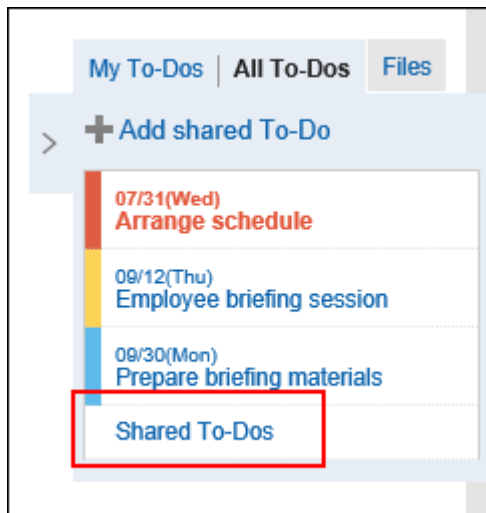 My To-Dos | All To-Dos Files
Add shared To-Do
07/31(Wed)
Arrange schedule
09/12(Thu)
Employee briefing session
09/30(Mon)
Prepare briefing materials
Shared To-Dos